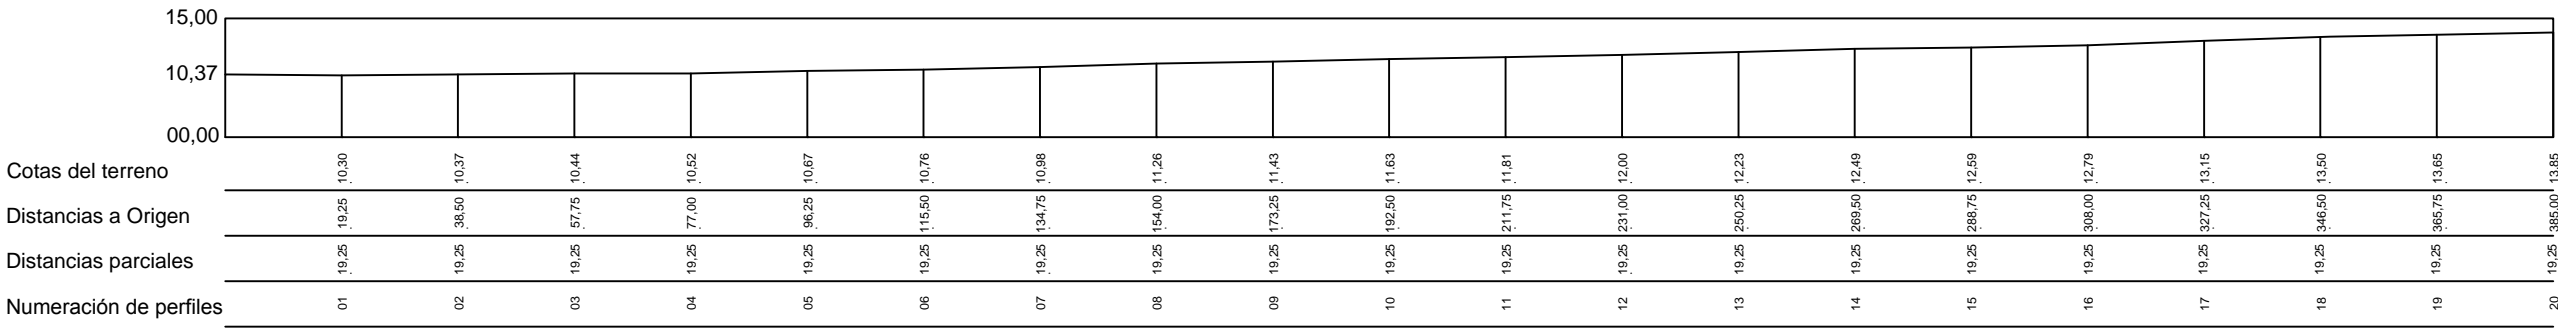 15,00
10,37
00,00
Cotas del terreno 10,30 10,37 10,44 10,52 10,67 10,76 10,98 11,26 11,43 11,63 11,81 12,00 12,23 12,49 12,59 12,79 13,15 13,50 13,65 13,85
Distancias a Origen 19,25 38,50 57,75 77,00 96,25 115,50 134,75 154,00 173,25 192,50 211,75 231,00 250,25 269,50 288,75 308,00 327,25 346,50 365,75 385,00
Distancias parciales 19,25 19,25 19,25 19,25 19,25 19,25 19,25 19,25 19,25 19,25 19,25 19,25 19,25 19,25 19,25 19,25 19,25 19,25 19,25 19,25
Numeración de perfiles 01 02 03 04 05 06 07 08 09 10 11 12 13 14 15 16 17 18 19 20